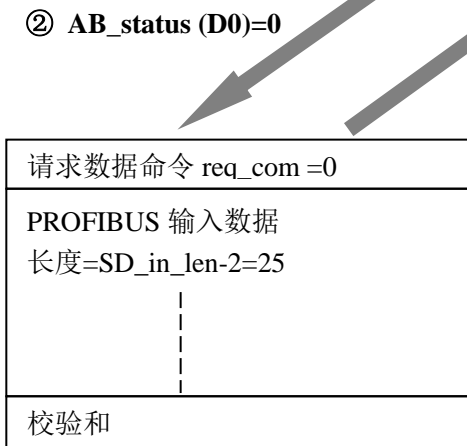 ② AB_status (D0)=0
请求数据命令 req_com =0
PROFIBUS 输入数据
长度=SD_in_len-2=25
校验和